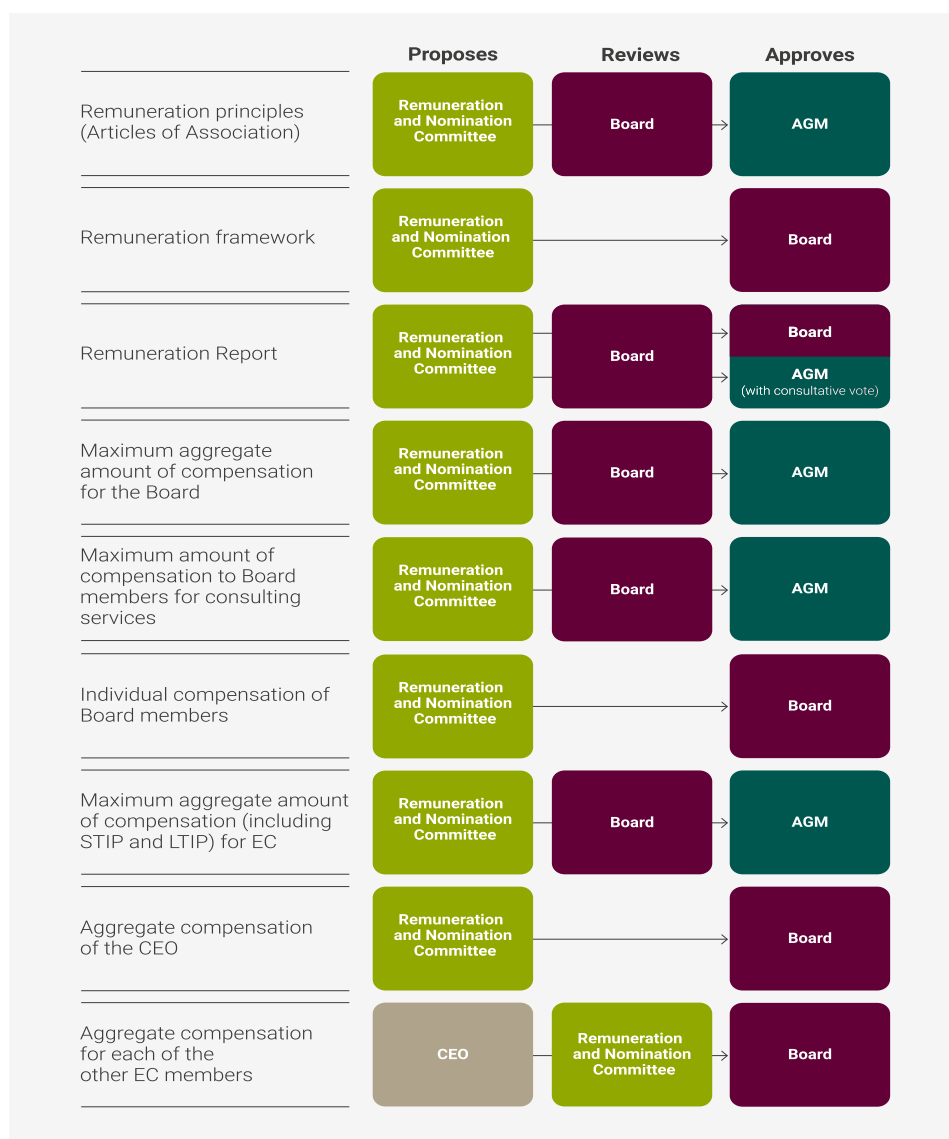 Proposes
Reviews
Approves
Remuneration principles
(Articles of Association)
Remuneration
and Nomination
Committee
Board
AGM
Remuneration framework
Remuneration
and Nomination
Committee
Board
Remuneration Report
Remuneration
and Nomination
Committee
Board
Board
AGM
(with consultative vote)
Maximum aggregate
amount of compensation
for the Board
Remuneration
and Nomination
Committee
Board
AGM
Maximum amount of
compensation to Board
members for consulting
services
Remuneration
and Nomination
Committee
Board
AGM
Individual compensation of
Board members
Remuneration
and Nomination
Committee
Board
Maximum aggregate amount
of compensation (including
STIP and LTIP) for EC
Remuneration
and Nomination
Committee
Board
AGM
Aggregate compensation
of the CEO
Remuneration
and Nomination
Committee
Board
Aggregate compensation
for each of the
other EC members
CEO
Remuneration
and Nomination
Committee
Board